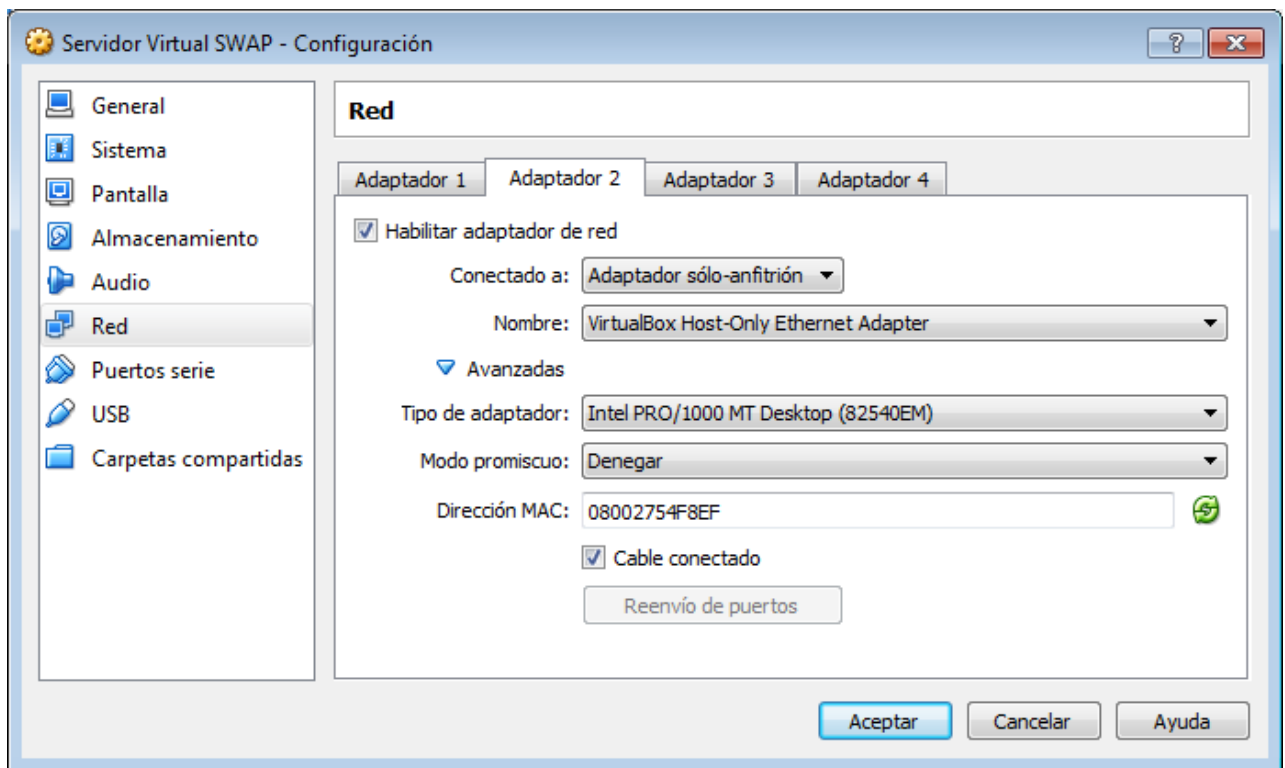 Servidor Virtual SWAP - Configuración
General
Sistema
Pantalla
Almacenamiento
Audio
Red
Puertos serie
USB
Carpetas compartidas
Red
Adaptador 1 Adaptador 2 Adaptador 3 Adaptador 4
Habilitar adaptador de red
Conectado a: Adaptador sólo-anfitrión
Nombre: VirtualBox Host-Only Ethernet Adapter
Avanzadas
Tipo de adaptador: Intel PRO/1000 MT Desktop (82540EM)
Modo promiscuo: Denegar
Dirección MAC: 08002754F8EF
Cable conectado
Reenvío de puertos
Aceptar Cancelar Ayuda